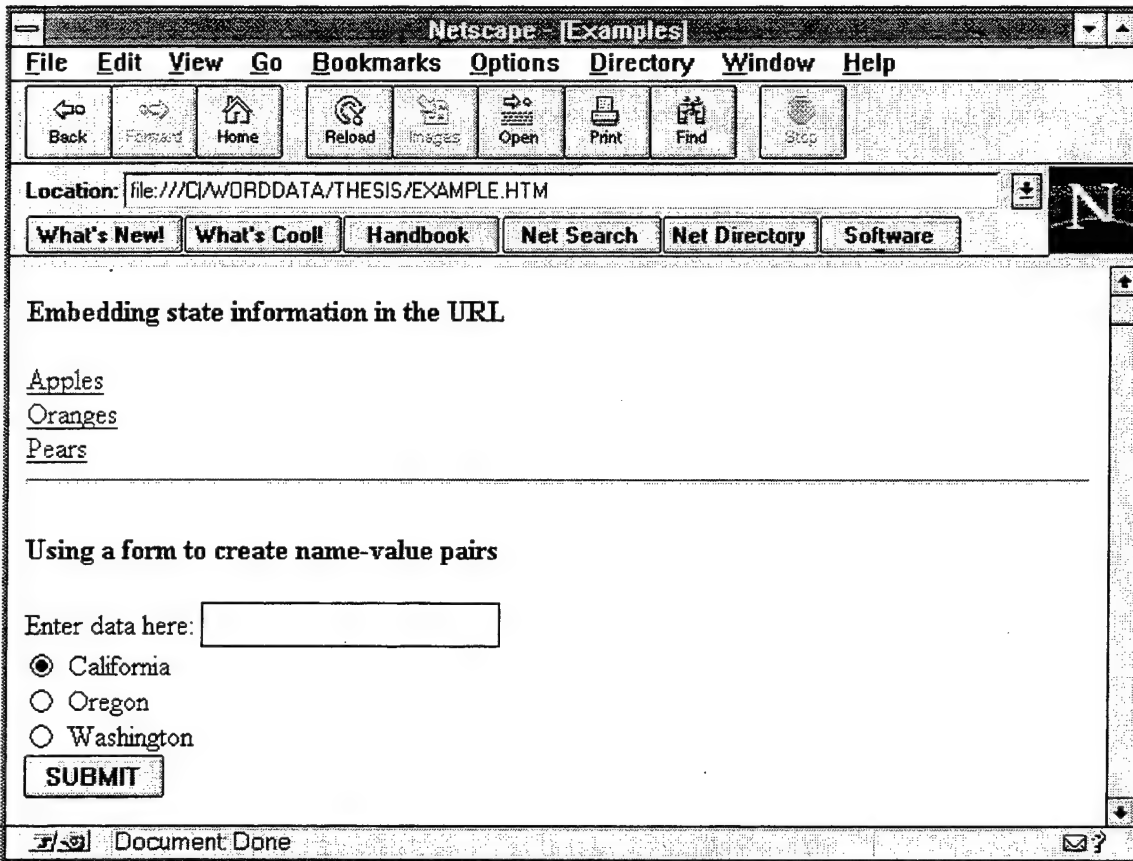 Netscape - [Examples]
File Edit View Go Bookmarks Options Directory Window Help
Back Forward Home Reload Images Open Print Find Stop
Location: file:///C|/WORDDATA/THESIS/EXAMPLE.HTM
N
What's New! What's Cool! Handbook Net Search Net Directory Software
Embedding state information in the URL
Apples
Oranges
Pears
Using a form to create name-value pairs
Enter data here:
California
Oregon
Washington
SUBMIT
Document: Done
?